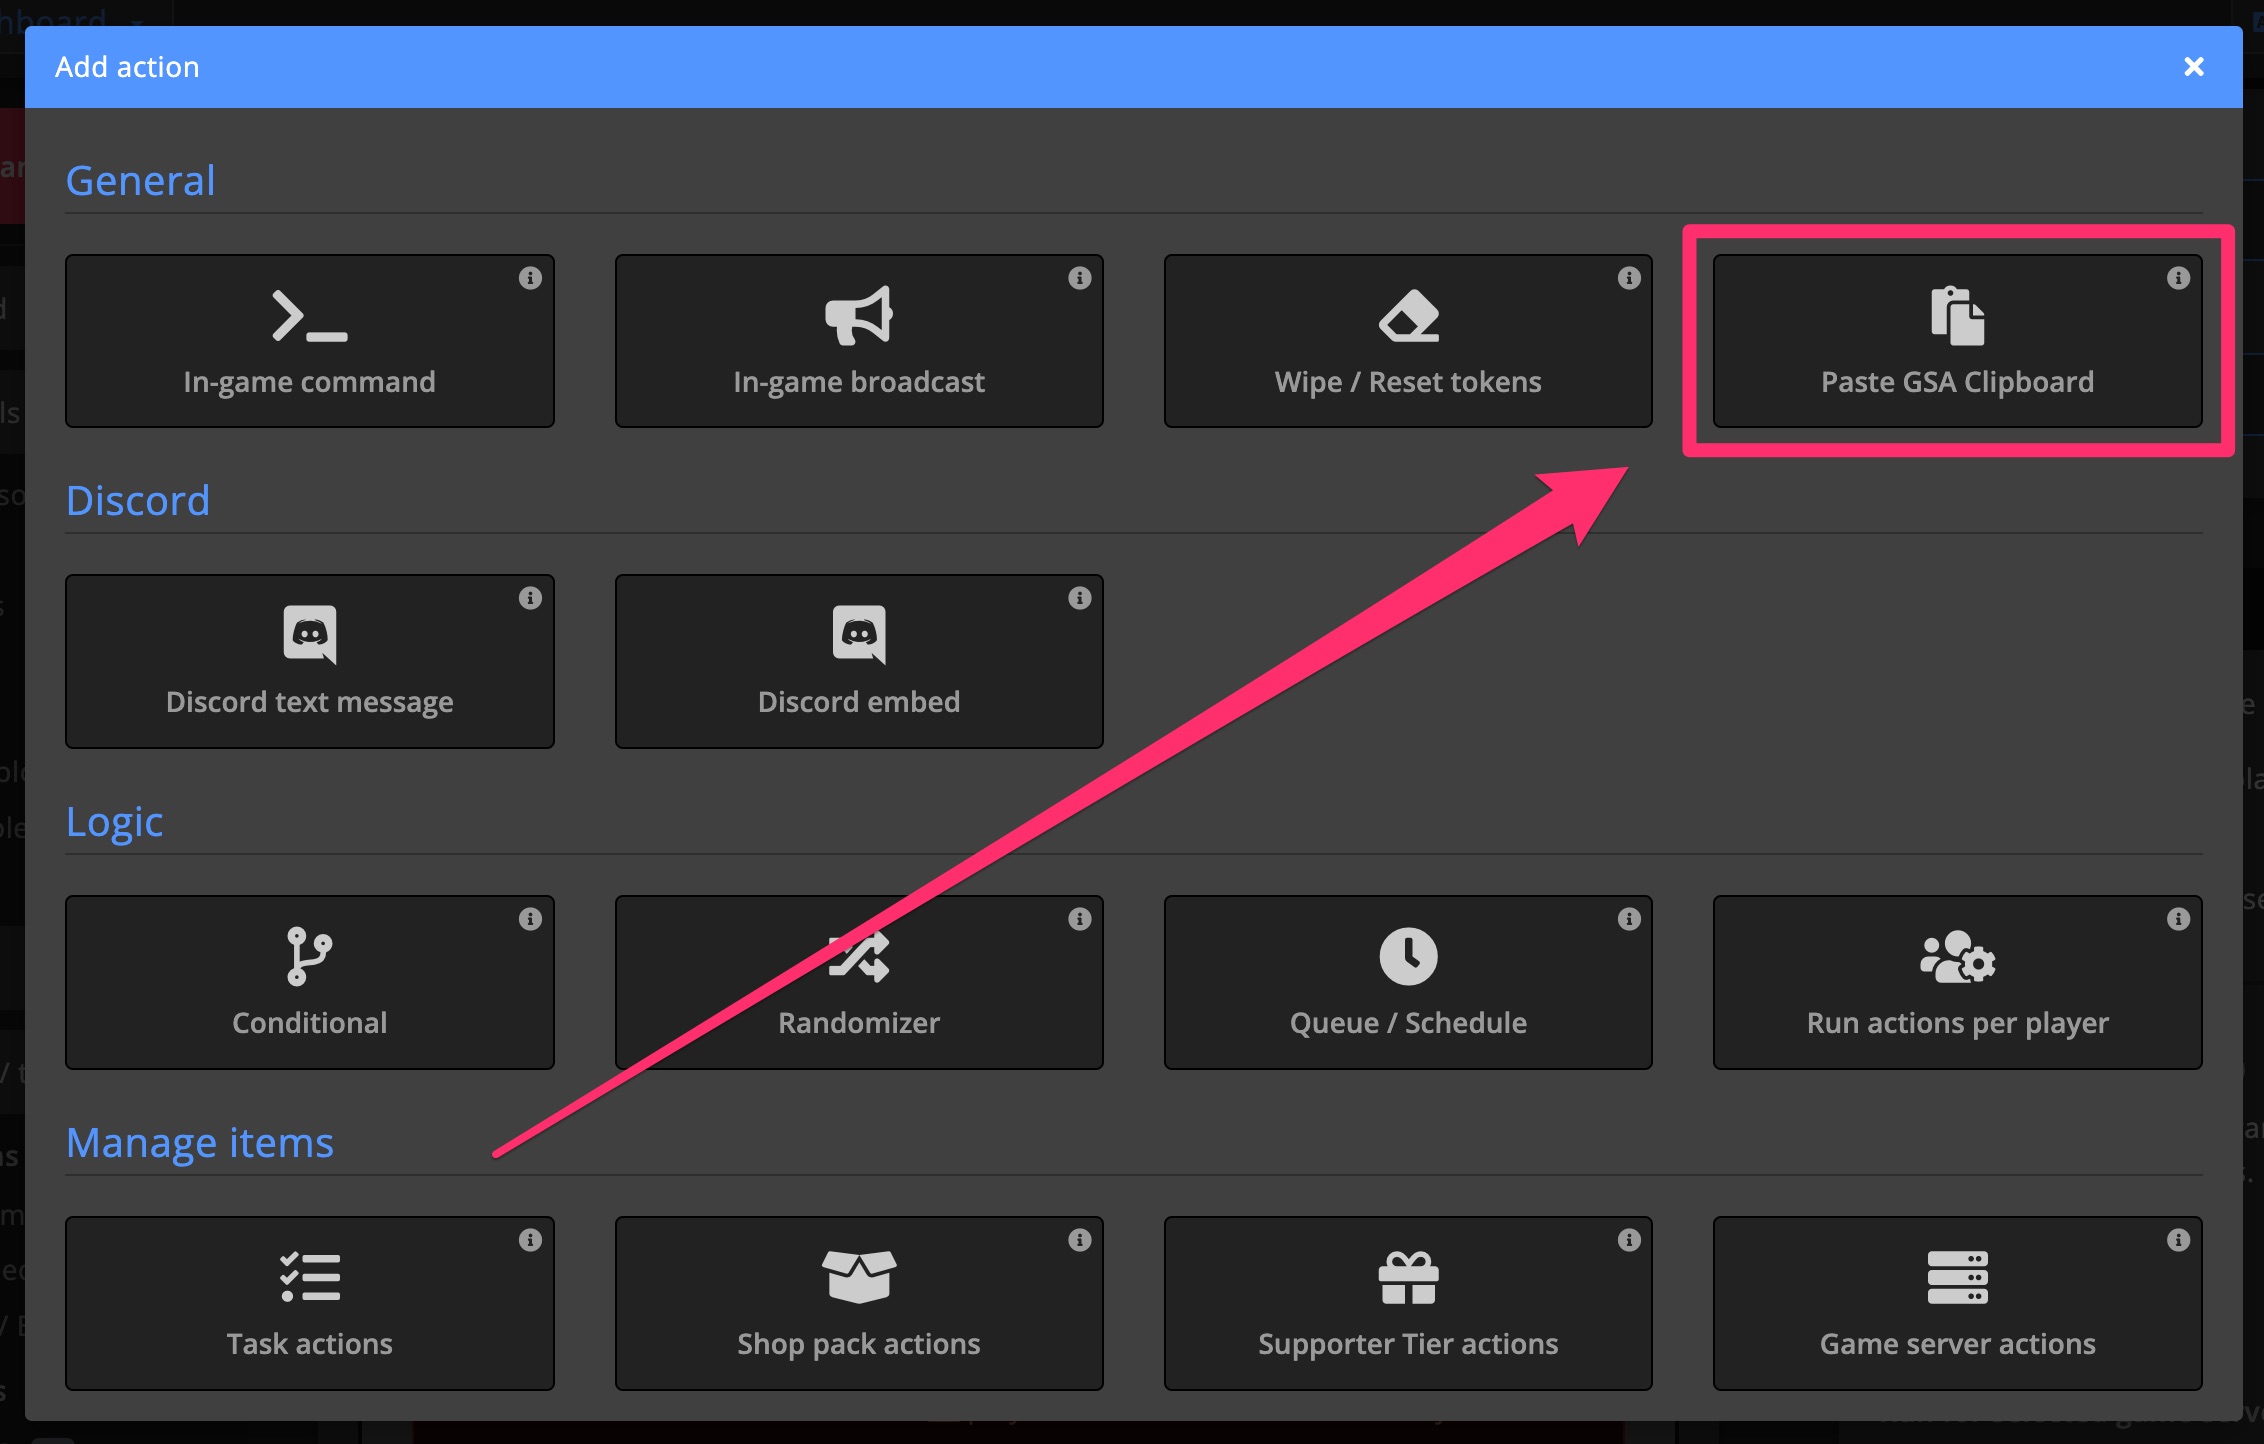 Add action
General
In-game command
In-game broadcast
Wipe / Reset tokens
Paste GSA Clipboard
Discord
Discord text message
Discord embed
Logic
Conditional
Randomizer
Queue / Schedule
Run actions per player
Manage items
Task actions
Shop pack actions
Supporter Tier actions
Game server actions